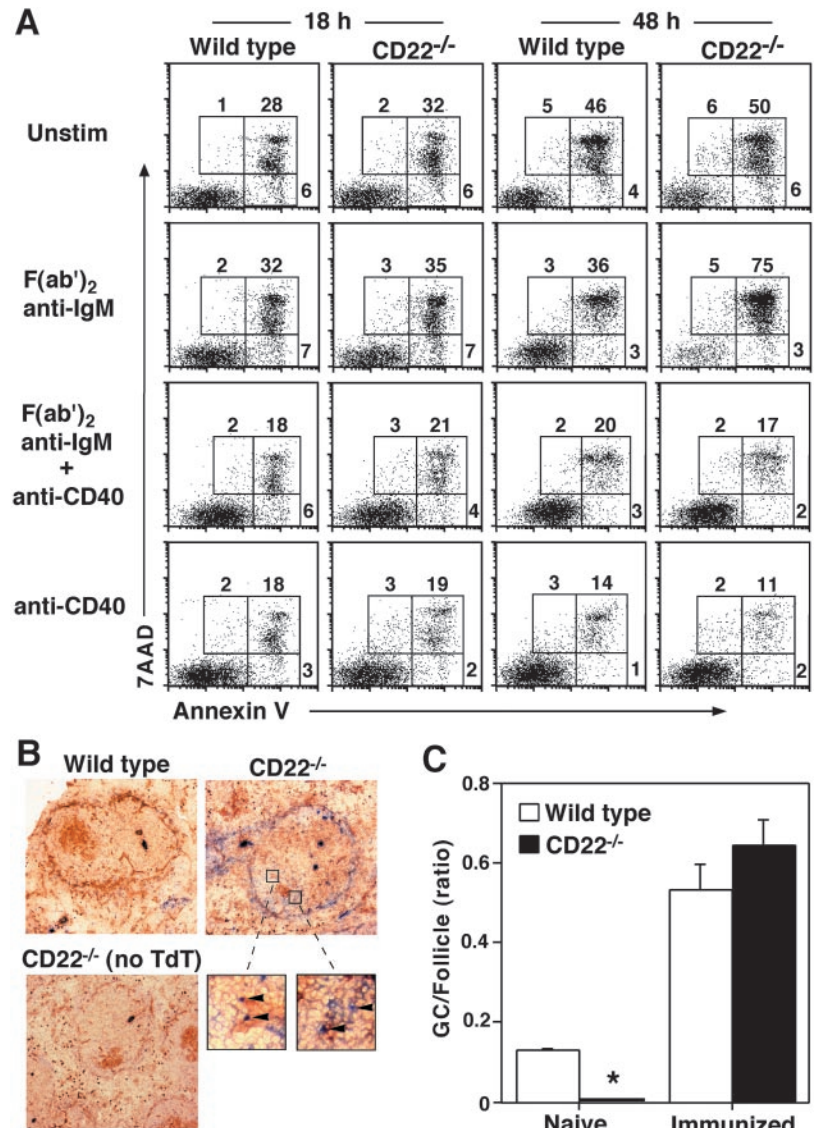 A
18 h
48 h
Wild type
CD22-/-
Wild type
CD22-/-
Unstim
1 28
6
2 32
6
5 46
4
6 50
6
F(ab')2
anti-IgM
2 32
7
3 35
7
3 36
3
5 75
3
F(ab')2
anti-IgM
+
anti-CD40
2 18
6
3 21
4
2 20
3
2 17
2
anti-CD40
2 18
3
3 19
2
3 14
1
2 11
2
7AAD
Annexin V
B
Wild type
CD22-/-
CD22-/- (no TdT)
C
GC/Follicle (ratio)
0.8
0.6
0.4
0.2
0
Wild type
CD22-/-
*
Naive
Immunized